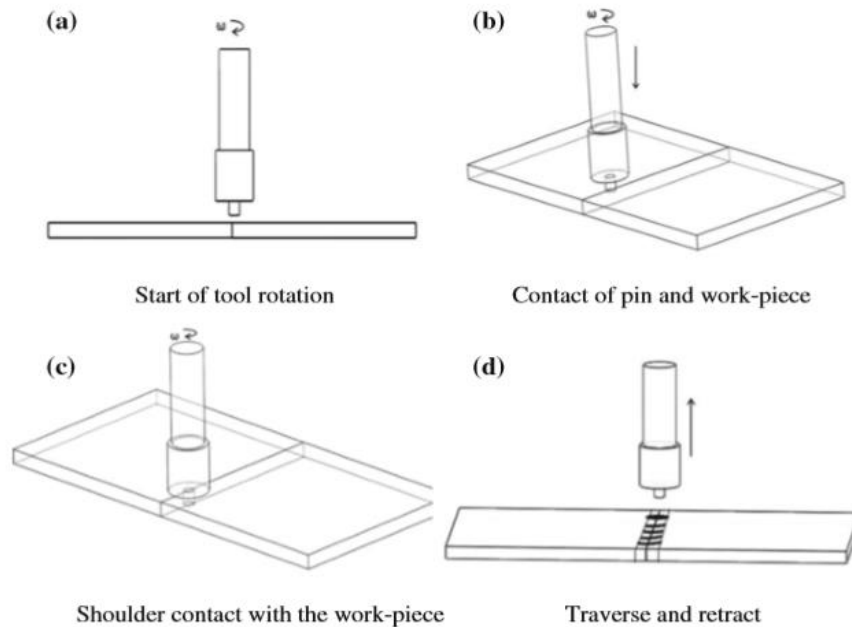 (a)
ω
Start of tool rotation
(b)
ω
Contact of pin and work-piece
(c)
ω
Shoulder contact with the work-piece
(d)
Traverse and retract